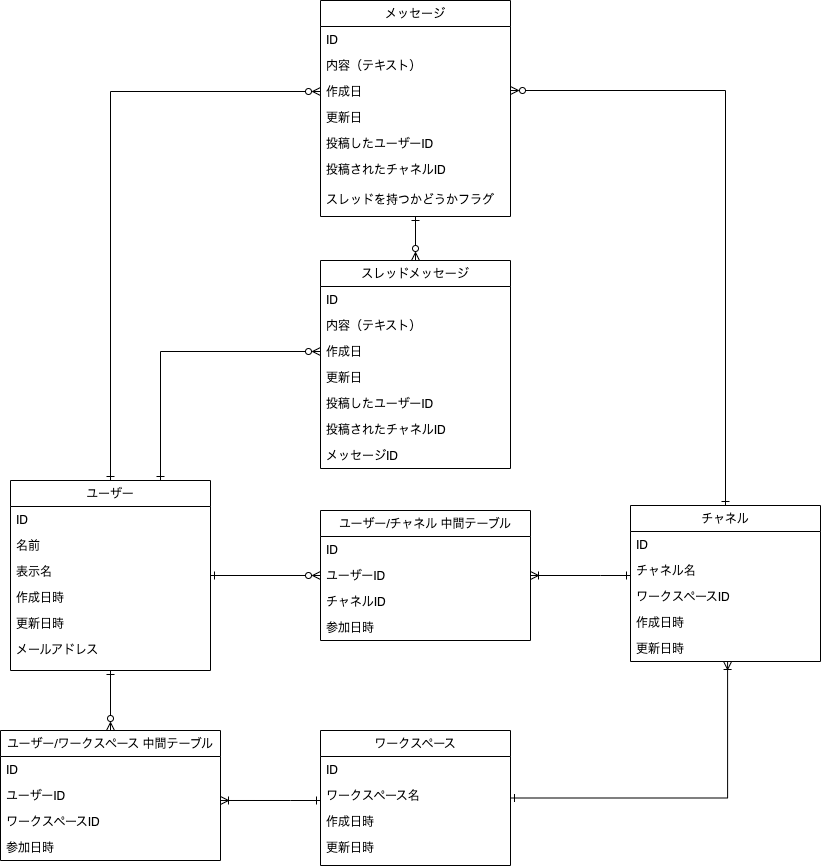 メッセージ
ID
内容（テキスト）
作成日
更新日
投稿したユーザーID
投稿されたチャネルID
スレッドを持つかどうかフラグ
スレッドメッセージ
ID
内容（テキスト）
作成日
更新日
投稿したユーザーID
投稿されたチャネルID
メッセージID
ユーザー
ID
名前
表示名
作成日時
更新日時
メールアドレス
ユーザー/チャネル 中間テーブル
ID
ユーザーID
チャネルID
参加日時
チャネル
ID
チャネル名
ワークスペースID
作成日時
更新日時
ユーザー/ワークスペース 中間テーブル
ID
ユーザーID
ワークスペースID
参加日時
ワークスペース
ID
ワークスペース名
作成日時
更新日時